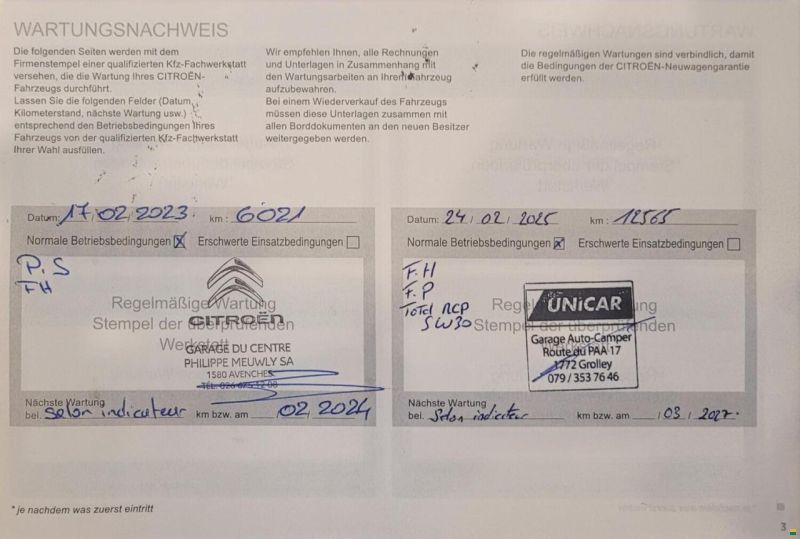 WARTUNGSNACHWEIS
Die folgenden Seiten werden mit dem
Firmenstempel einer qualifizierten Kfz-Fachwerkstatt
versehen, die die Wartung Ihres CITROËN-
Fahrzeugs durchführt.
Lassen Sie die folgenden Felder (Datum,
Kilometerstand, nächste Wartung usw.)
entsprechend den Betriebsbedingungen Ihres
Fahrzeugs von der qualifizierten Kfz-Fachwerkstatt
Ihrer Wahl ausfüllen.
Wir empfehlen Ihnen, alle Rechnungen
und Unterlagen in Zusammenhang mit
den Wartungsarbeiten an Ihrem Fahrzeug
aufzubewahren.
Bei einem Wiederverkauf des Fahrzeugs
müssen diese Unterlagen zusammen mit
allen Borddokumenten an den neuen Besitzer
weitergegeben werden.
Die regelmäßigen Wartungen sind verbindlich, damit
die Bedingungen der CITROËN-Neuwagengarantie
erfüllt werden.
Datum: 17/02/2023 km : 6021
Normale Betriebsbedingungen Erschwerte Einsatzbedingungen
P.S
FH
Regelmäßige Wartung
Stempel der überprüfenden
Werkstatt
CITROËN
GARAGE DU CENTRE
PHILIPPE MEUWLY SA
1580 AVENCHES
TÉL. 026 675 12 08
Nächste Wartung
bei. selon indicateur km bzw. am / 02 / 2024
Datum: 24 / 02 / 2025 km : 12565
Normale Betriebsbedingungen Erschwerte Einsatzbedingungen
F.H
F.P
Total RCP
5W30
Stempel der überprüfenden
UNiCAR
Garage Auto-Camper
Route du PAA 17
1772 Grolley
079 / 353 76 46
Nächste Wartung
bei. selon indicateur km bzw. am / 03 / 2027.
*je nachdem was zuerst eintritt
3